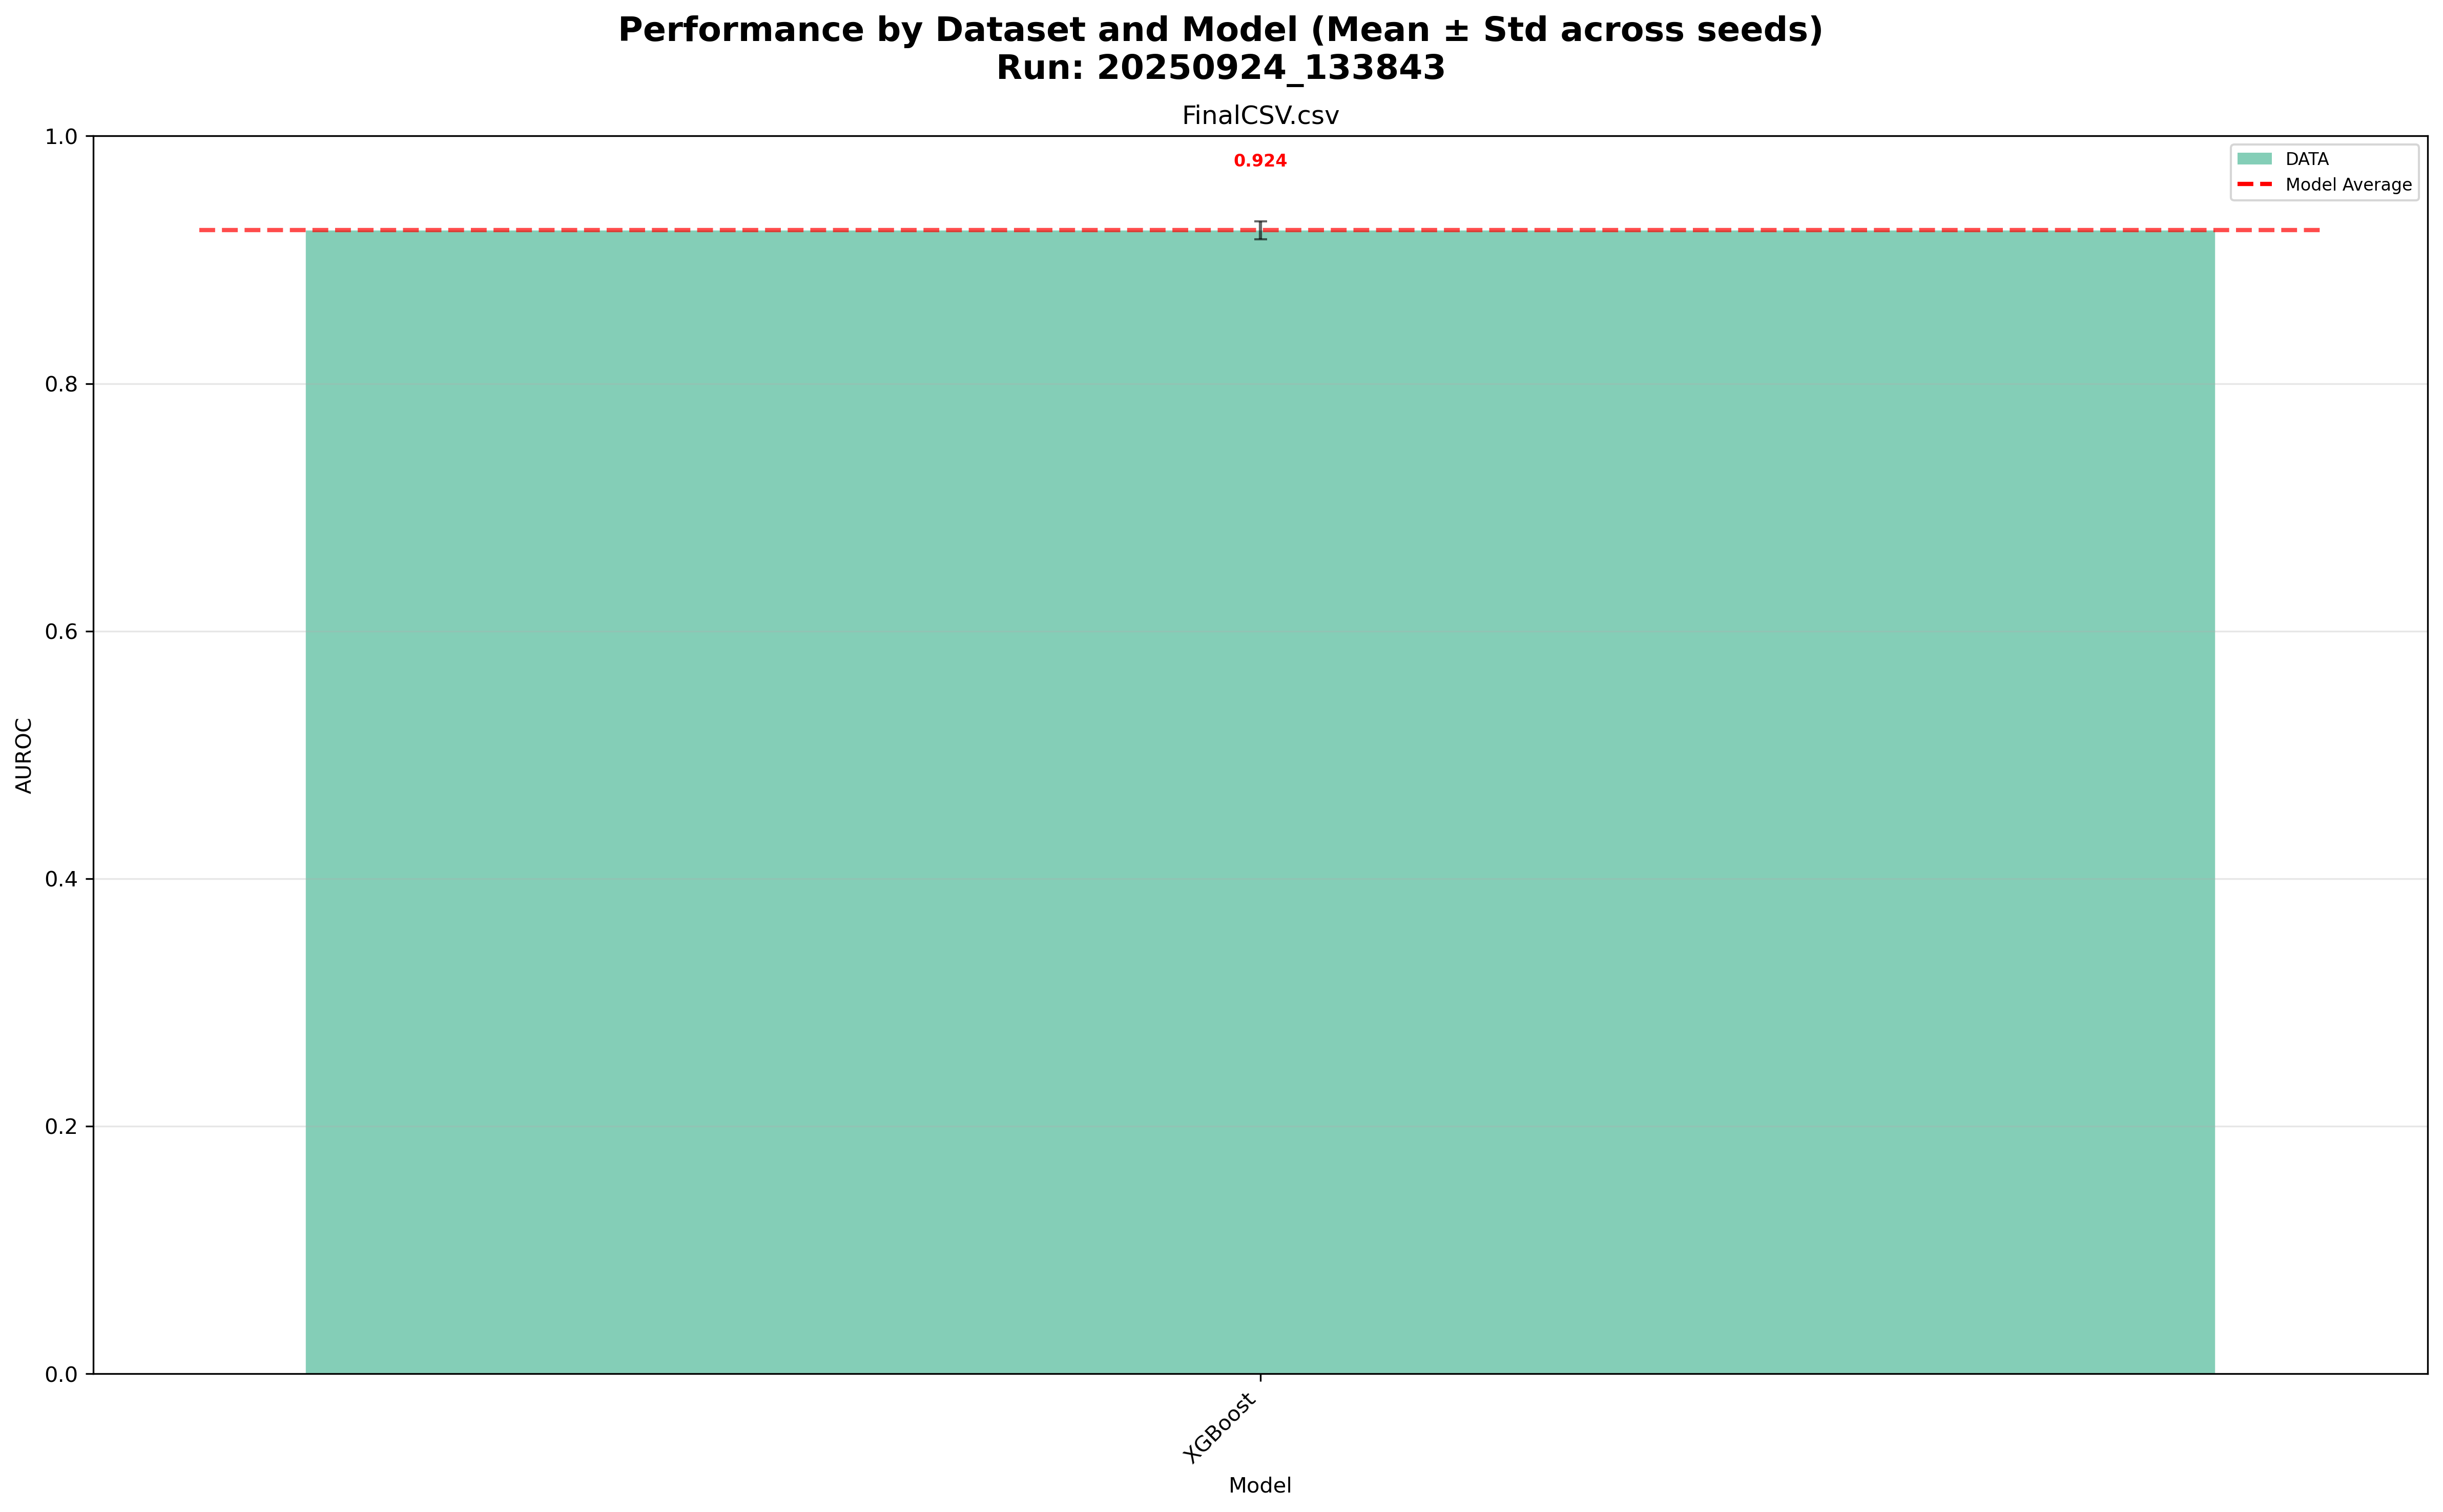 Performance by Dataset and Model (Mean ± Std across seeds)
Run: 20250924_133843
FinalCSV.csv
0.924
DATA
Model Average
1.0
0.8
0.6
0.4
0.2
0.0
AUROC
XGBoost
Model